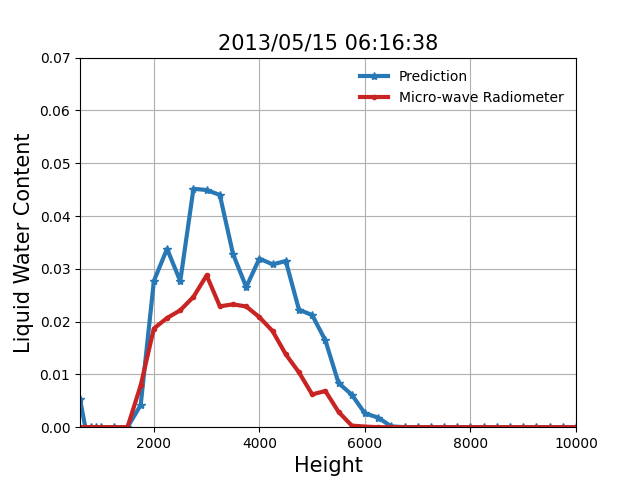 2013/05/15 06:16:38
0.07
0.06
0.05
0.04
0.03
0.02
0.01
0.00
Liquid Water Content
Prediction
Micro-wave Radiometer
2000 4000 6000 8000 10000
Height